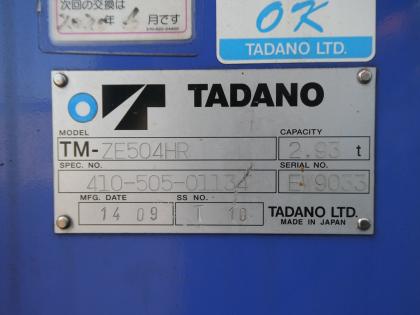 次回の交換は
年 月です
OK
TADANO LTD.
TADANO
MODEL
CAPACITY
TM-ZE504HR
2.93 t
SPEC. NO.
SERIAL NO.
410-505-01134
MFG. DATE
SS NO.
14 09
T 10
TADANO LTD.
MADE IN JAPAN